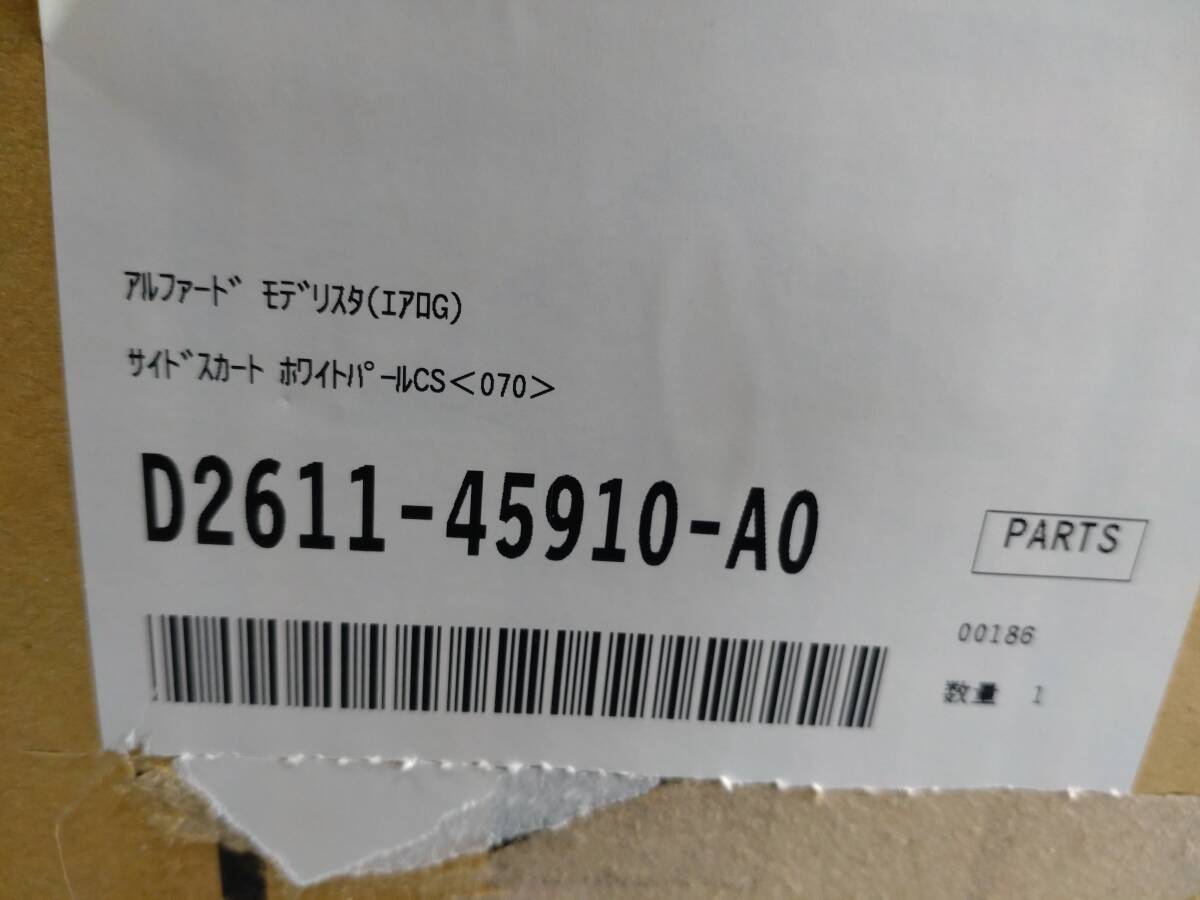 ｱﾙﾌｧｰﾄﾞ ﾓﾃﾞﾘｽﾀ(ｴｱﾛG)
ｻｲﾄﾞｽｶｰﾄ ﾎﾜｲﾄﾊﾟｰﾙCS<070>
D2611-45910-A0
PARTS
00186
数量 1